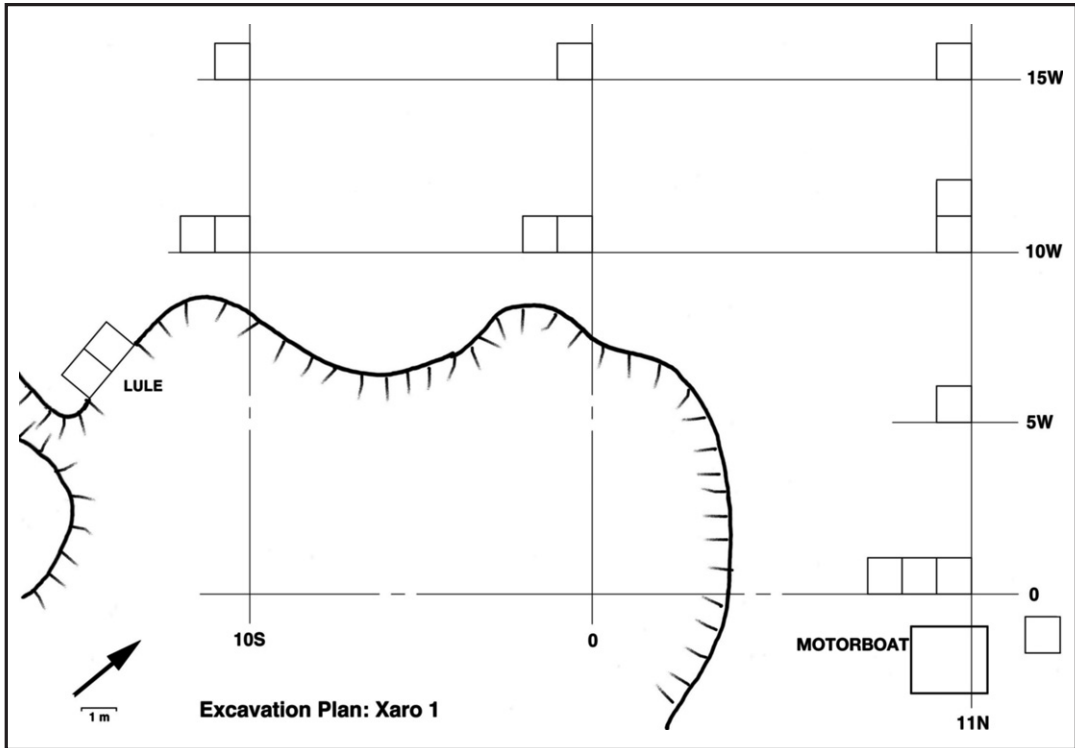 15W
10W
LULE
5W
0
10S
0
MOTORBOAT
1 m
Excavation Plan: Xaro 1
11N